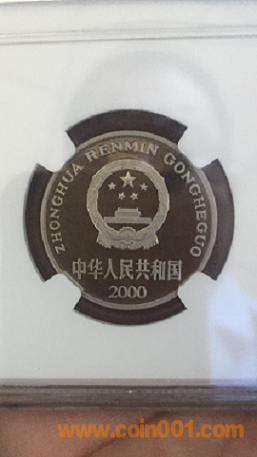 ZHONGHUA RENMIN GONGHEGUO
中华人民共和国
2000
www.coin001.com